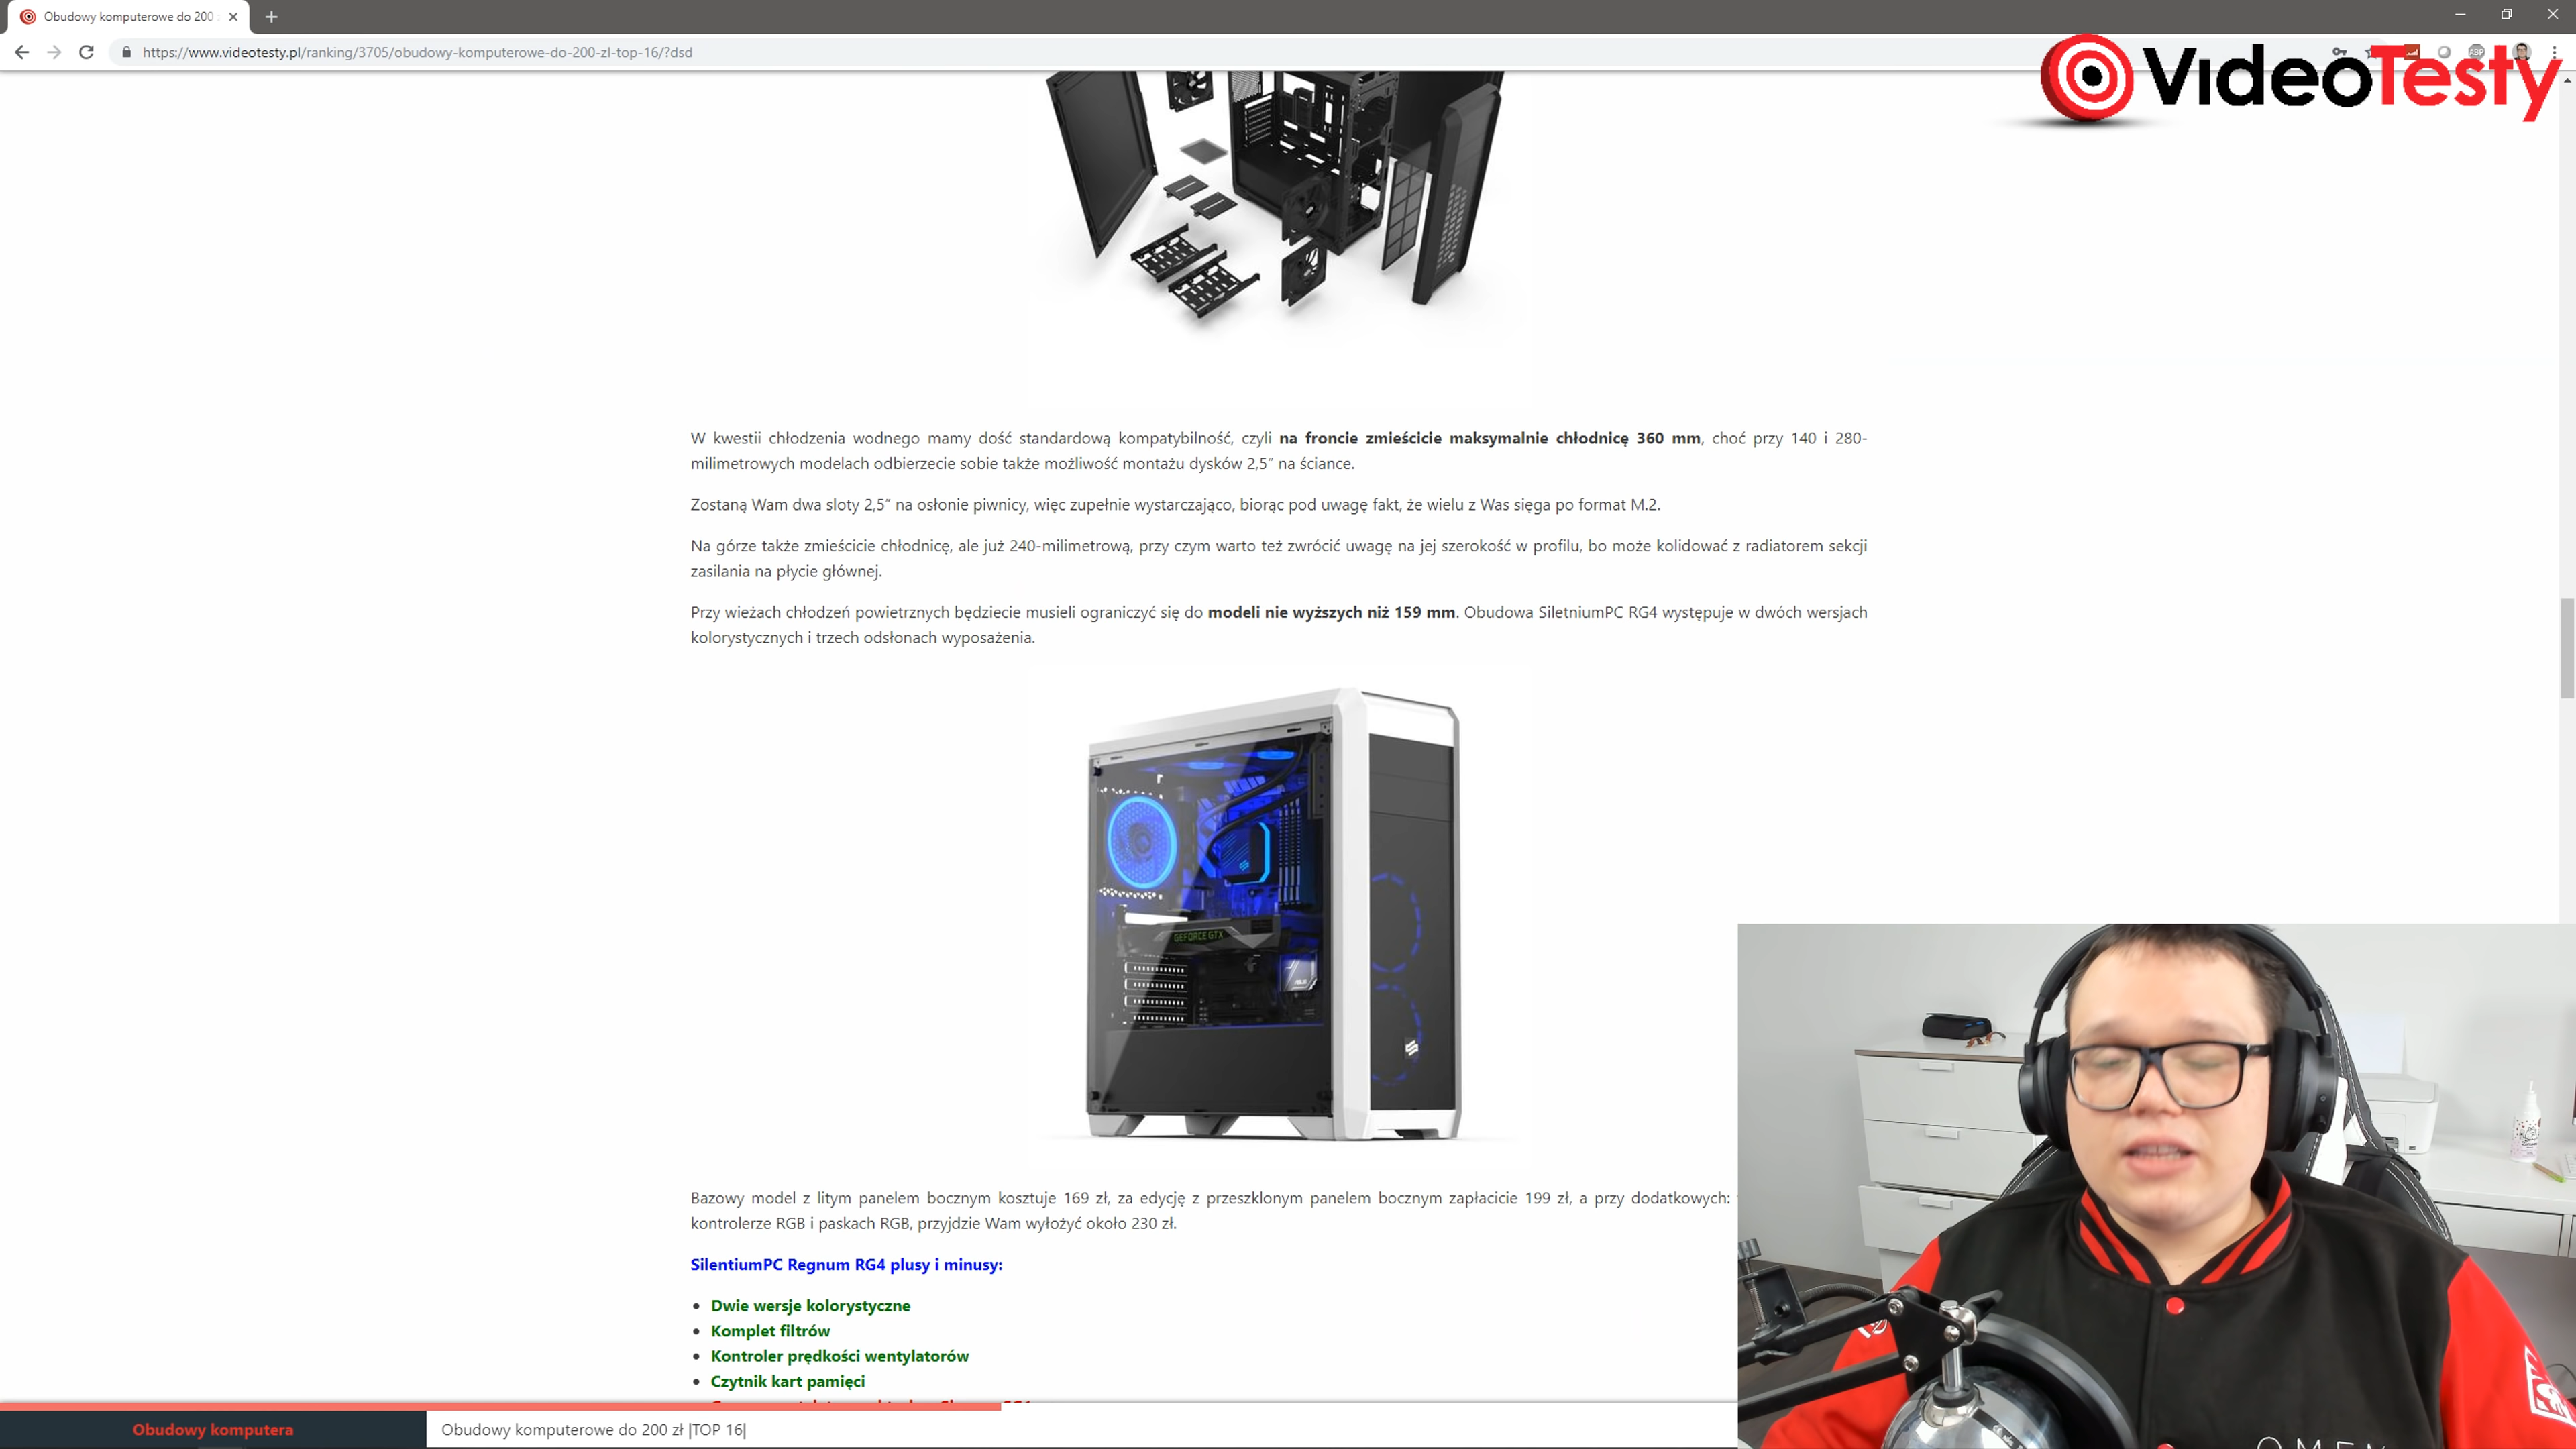 Obudowy komputerowe do 200
https://www.videotesty.pl/ranking/3705/obudowy-komputerowe-do-200-zl-top-16/?dsd
ABP
VideoTesty
W kwestii chłodzenia wodnego mamy dość standardową kompatybilność, czyli na froncie zmieścicie maksymalnie chłodnicę 360 mm, choć przy 140 i 280-
milimetrowych modelach odbierzecie sobie także możliwość montażu dysków 2,5″ na ściance.
Zostaną Wam dwa sloty 2,5″ na osłonie piwnicy, więc zupełnie wystarczająco, biorąc pod uwagę fakt, że wielu z Was sięga po format M.2.
Na górze także zmieścicie chłodnicę, ale już 240-milimetrową, przy czym warto też zwrócić uwagę na jej szerokość w profilu, bo może kolidować z radiatorem sekcji
zasilania na płycie głównej.
Przy wieżach chłodzeń powietrznych będziecie musieli ograniczyć się do modeli nie wyższych niż 159 mm. Obudowa SiletniumPC RG4 występuje w dwóch wersjach
kolorystycznych i trzech odsłonach wyposażenia.
GEFORCE GTX
Bazowy model z litym panelem bocznym kosztuje 169 zł, za edycję z przeszklonym panelem bocznym zapłacicie 199 zł, a przy dodatkowych:
kontrolerze RGB i paskach RGB, przyjdzie Wam wyłożyć około 230 zł.
SilentiumPC Regnum RG4 plusy i minusy:
Dwie wersje kolorystyczne
Komplet filtrów
Kontroler prędkości wentylatorów
Czytnik kart pamięci
Obudowy komputera
Obudowy komputerowe do 200 zł |TOP 16|